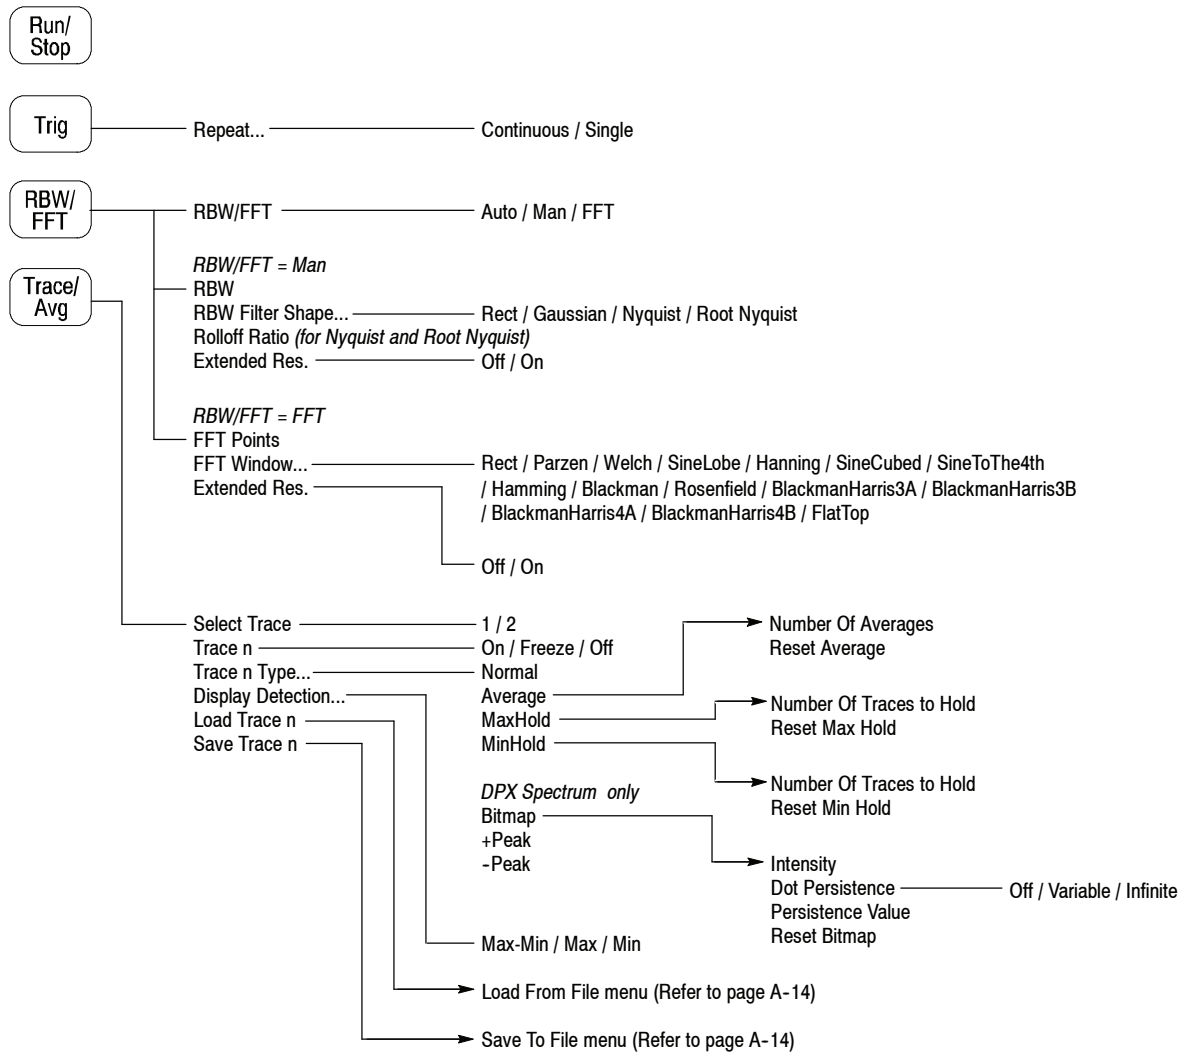 Run/
Stop
Trig
Repeat...
Continuous / Single
RBW/
FFT
RBW/FFT
Auto / Man / FFT
RBW/FFT = Man
RBW
RBW Filter Shape...
Rect / Gaussian / Nyquist / Root Nyquist
Rolloff Ratio (for Nyquist and Root Nyquist)
Extended Res.
Off / On
RBW/FFT = FFT
FFT Points
FFT Window...
Rect / Parzen / Welch / SineLobe / Hanning / SineCubed / SineToThe4th
/ Hamming / Blackman / Rosenfield / BlackmanHarris3A / BlackmanHarris3B
/ BlackmanHarris4A / BlackmanHarris4B / FlatTop
Extended Res.
Off / On
Trace/
Avg
Select Trace
1 / 2
Trace n
On / Freeze / Off
Trace n Type...
Normal
Average
Number Of Averages
Reset Average
MaxHold
Number Of Traces to Hold
Reset Max Hold
MinHold
Number Of Traces to Hold
Reset Min Hold
DPX Spectrum only
Bitmap
+Peak
-Peak
Intensity
Dot Persistence
Off / Variable / Infinite
Persistence Value
Reset Bitmap
Display Detection...
Max-Min / Max / Min
Load Trace n
Load From File menu (Refer to page A-14)
Save Trace n
Save To File menu (Refer to page A-14)